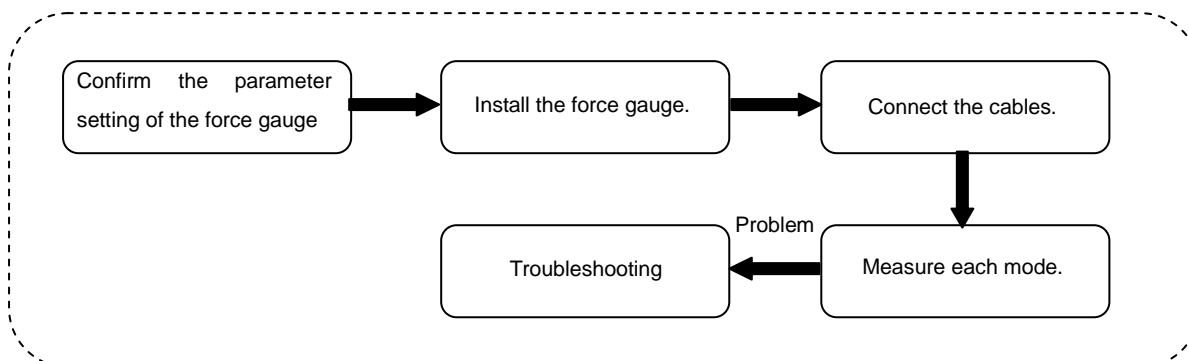 Confirm the parameter
setting of the force gauge
Install the force gauge.
Connect the cables.
Problem
Troubleshooting
Measure each mode.